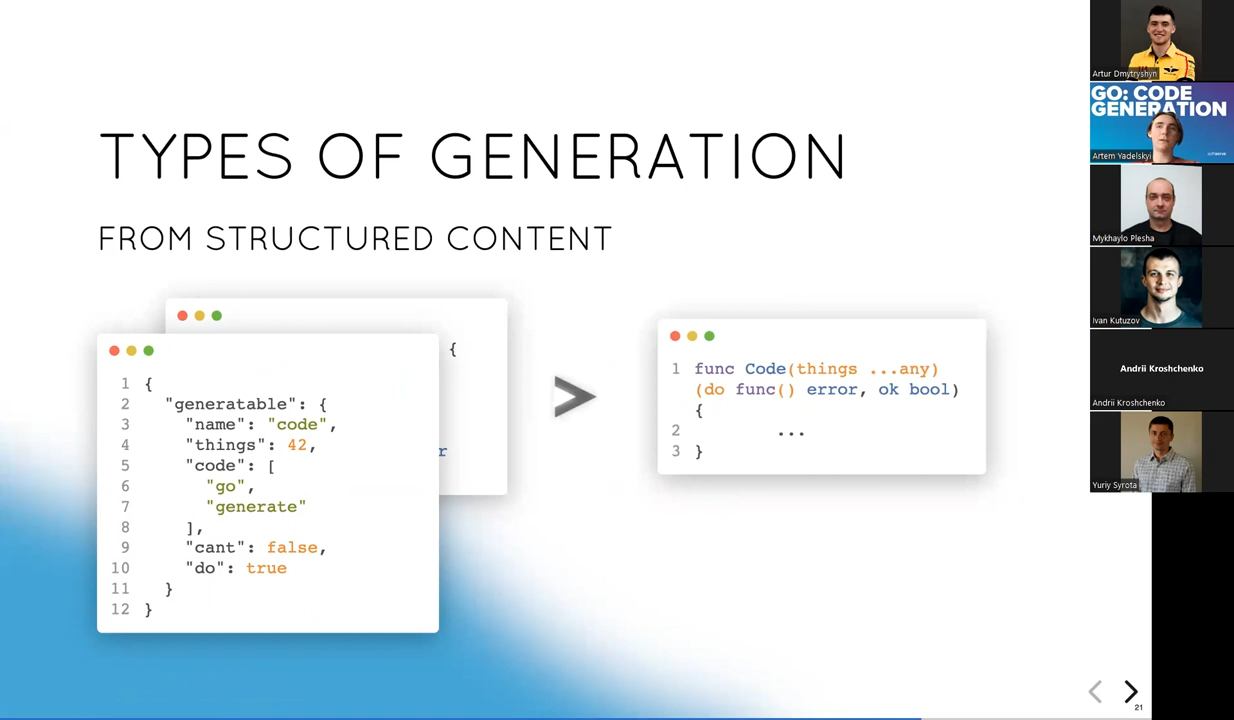 TYPES OF GENERATION
FROM STRUCTURED CONTENT
{
r
1 {
2 "generatable": {
3 "name": "code",
4 "things": 42,
5 "code": [
6 "go",
7 "generate"
8 ],
9 "cant": false,
10 "do": true
11 }
12 }
>
1 func Code(things ...any)
(do func() error, ok bool)
{
2 ...
3 }
21
Artur Dmytryshyn
GO: CODE
GENERATION
Artem Yadelskyi
Mykhaylo Plesha
Ivan Kutuzov
Andrii Kroshchenko
Andrii Kroshchenko
Yuriy Syrota